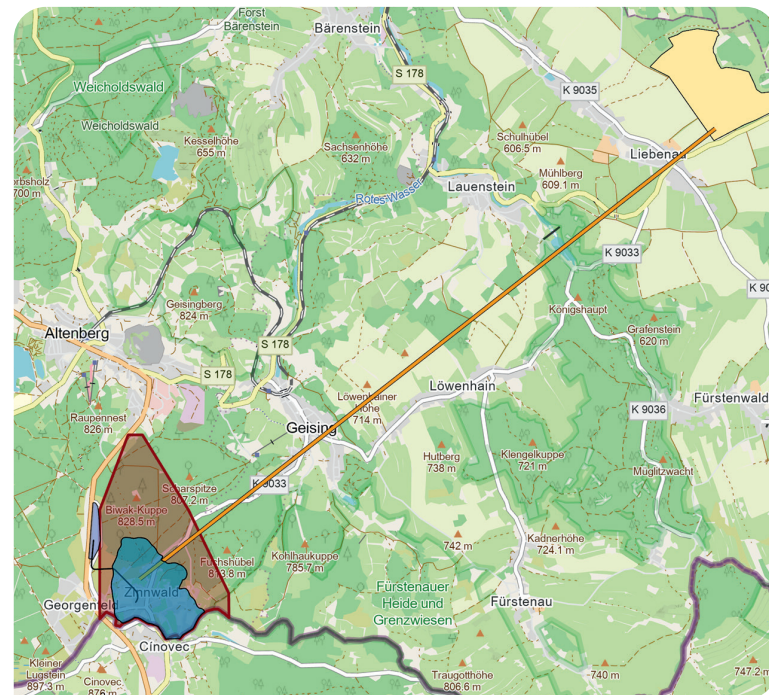 Forst
Bärenstein
Bärenstein
S 178
Weicholdswald
K 9035
Weicholdswald
Kesselhöhe
655 m
Sachsenhöhe
632 m
Schulhübel
606.5 m
Liebenau
Mühlberg
609.1 m
700 m
Lauenstein
Rotes Wasser
K 9033
Geisingberg
824 m
Königshaupt
Grafenstein
620 m
Altenberg
S 178
S 178
Löwenhainer
Höhe
714 m
Löwenhain
Fürstenwald
K 9036
Raupennest
826 m
Geising
Hutberg
738 m
Klengelkuppe
721 m
Müglitzwacht
Scharspitze
807.2 m
K 9033
Biwak-Kuppe
828.5 m
742 m
Kadnerhöhe
724.1 m
Fuchshübel
813.8 m
Kohlhaukuppe
785.7 m
Zinnwald
Georgenfeld
Fürstenauer
Heide und
Grenzwiesen
Fürstenau
Cínovec
Kleiner
Lugstein
897.3 m
Cínovec
876 m
Traugotthöhe
806.6 m
740 m
747.2 m